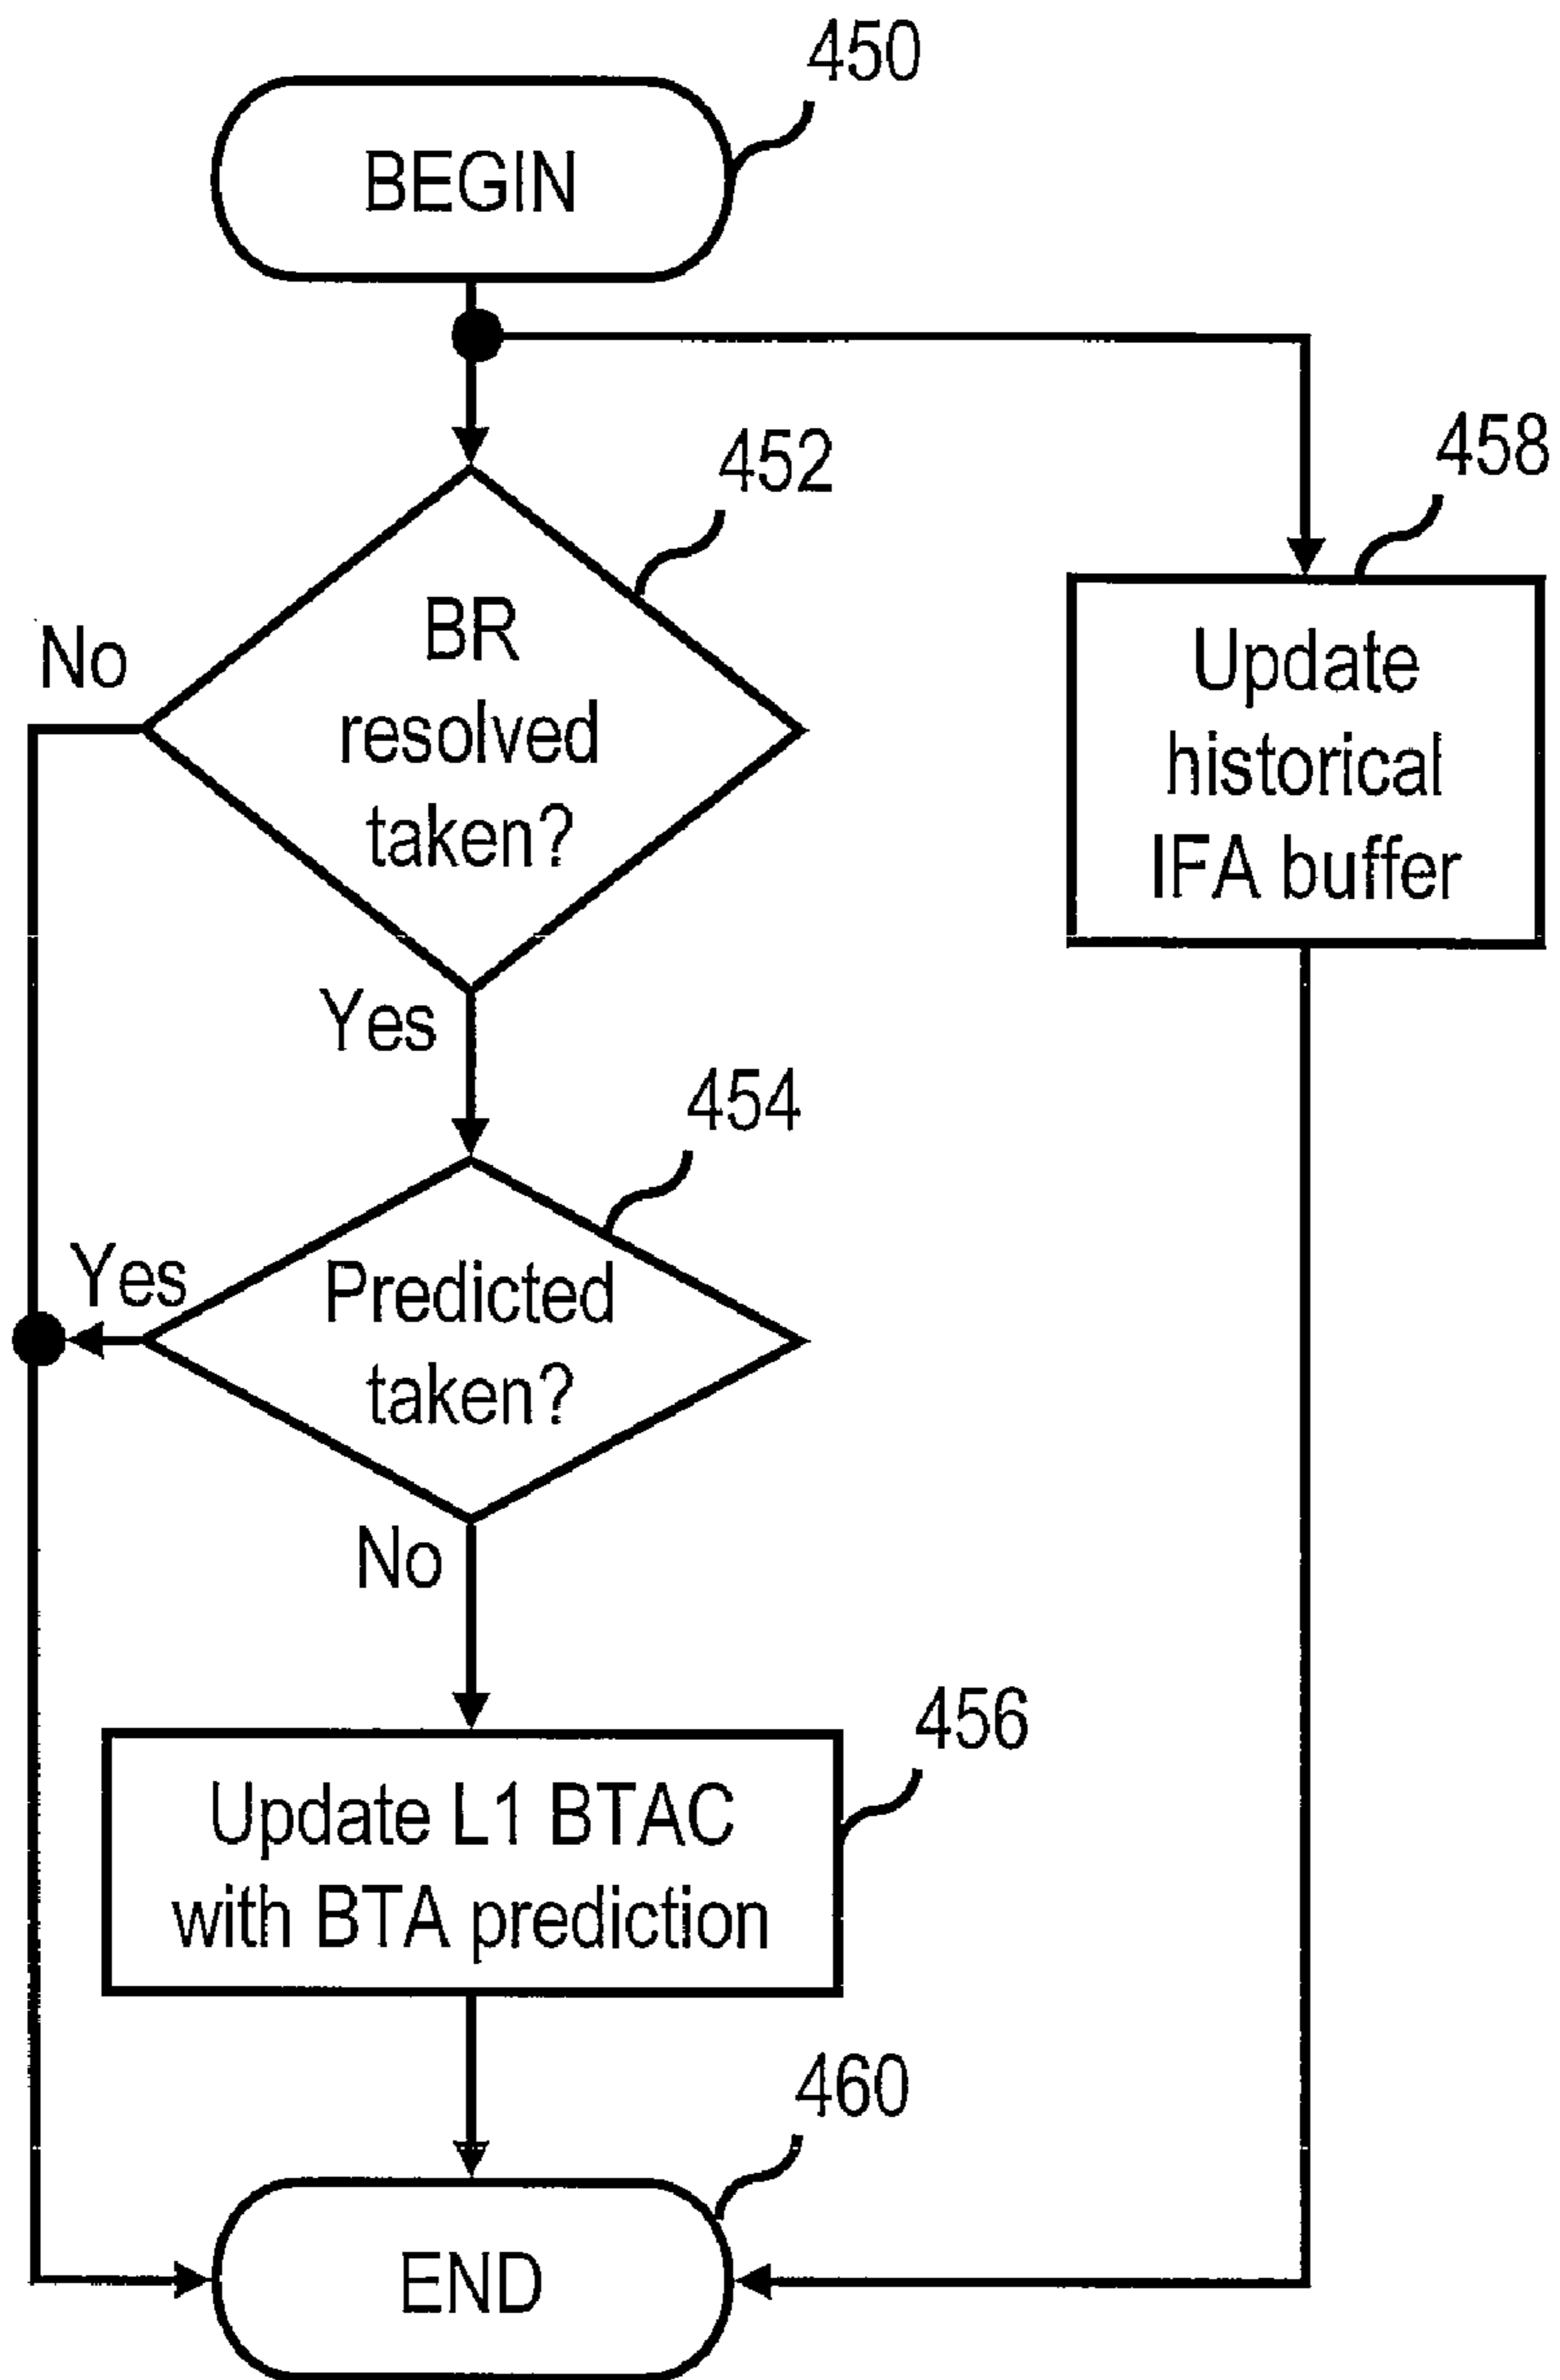 450
BEGIN
452
458
No
BR
resolved
taken?
Update
historical
IFA buffer
Yes
454
Yes
Predicted
taken?
No
456
Update L1 BTAC
with BTA prediction
460
END